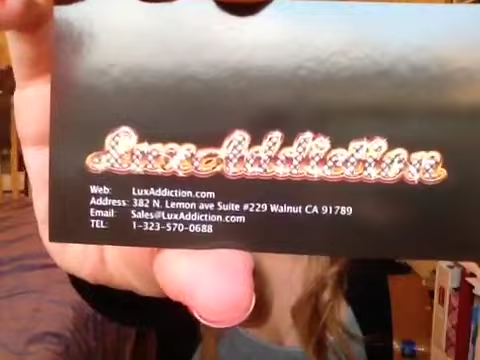 LuxAddiction
Web: LuxAddiction.com
Address: 382 N. Lemon ave Suite #229 Walnut CA 91789
Email: Sales@LuxAddiction.com
TEL: 1-323-570-0688